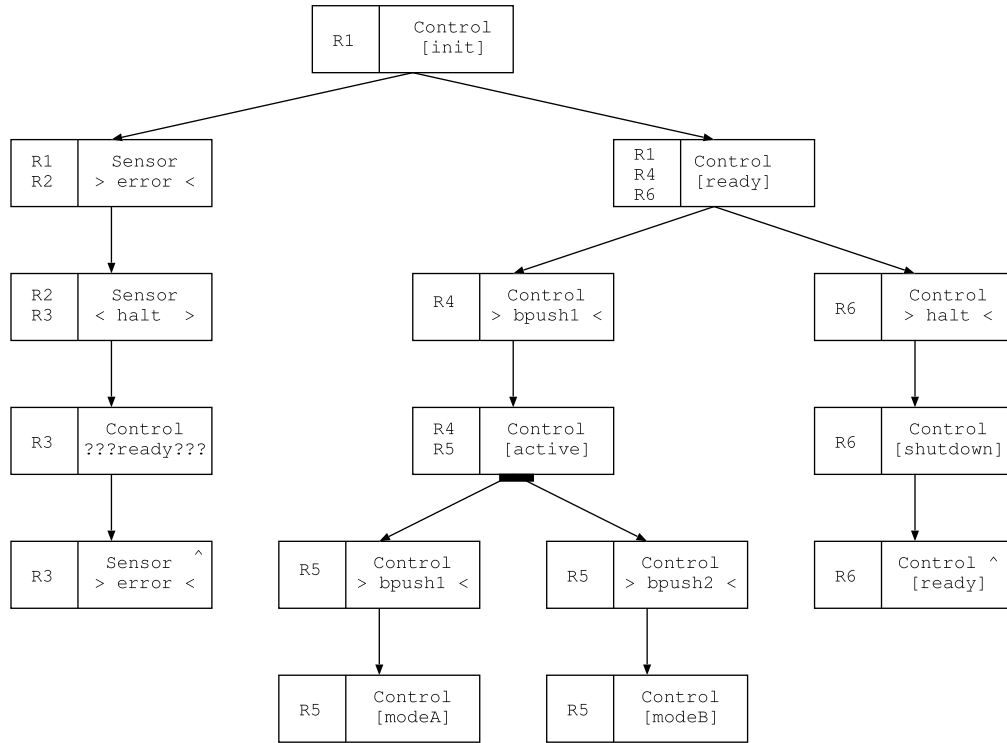 R1
Control
[init]
R1
R2
Sensor
> error <
R1
R4
R6
Control
[ready]
R2
R3
Sensor
< halt >
R4
Control
> bpush1 <
R6
Control
> halt <
R3
Control
???ready???
R4
R5
Control
[active]
R6
Control
[shutdown]
R3
Sensor ^
> error <
R5
Control
> bpush1 <
R5
Control
> bpush2 <
R6
Control ^
[ready]
R5
Control
[modeA]
R5
Control
[modeB]